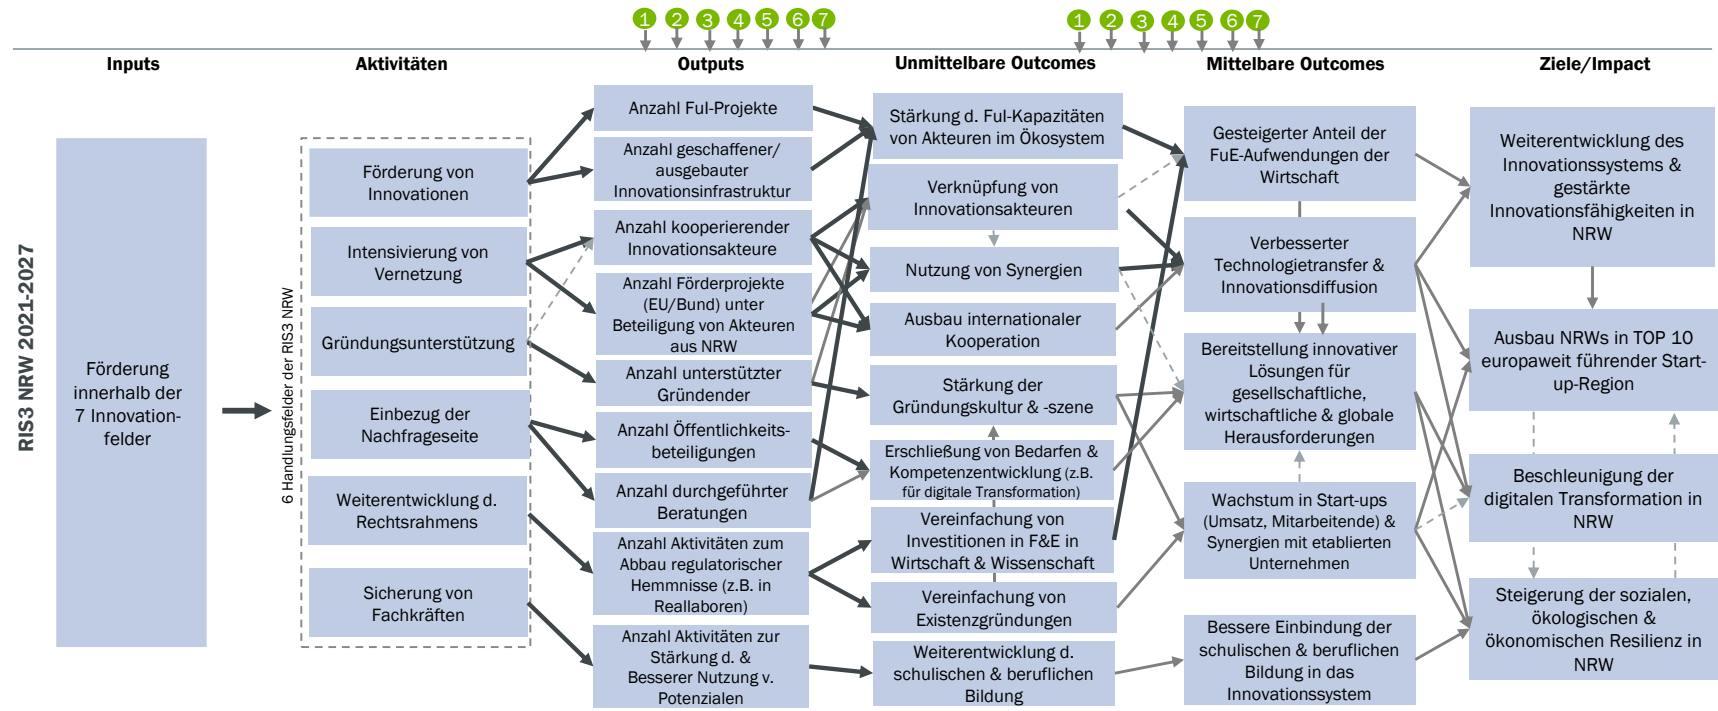 1 2 3 4 5 6 7
1 2 3 4 5 6 7
Inputs
Aktivitäten
Outputs
Unmittelbare Outcomes
Mittelbare Outcomes
Ziele/Impact
RIS3 NRW 2021-2027
Förderung
innerhalb der
7 Innovation-
felder
6 Handlungsfelder der RIS3 NRW
Förderung von
Innovationen
Intensivierung von
Vernetzung
Gründungsunterstützung
Einbezug der
Nachfrageseite
Weiterentwicklung d.
Rechtsrahmens
Sicherung von
Fachkräften
Anzahl FuI-Projekte
Anzahl geschaffener/
ausgebauter
Innovationsinfrastruktur
Anzahl kooperierender
Innovationsakteure
Anzahl Förderprojekte
(EU/Bund) unter
Beteiligung von Akteuren
aus NRW
Anzahl unterstützter
Gründender
Anzahl Öffentlichkeits-
beteiligungen
Anzahl durchgeführter
Beratungen
Anzahl Aktivitäten zum
Abbau regulatorischer
Hemmnisse (z.B. in
Reallaboren)
Anzahl Aktivitäten zur
Stärkung d. &
Besserer Nutzung v.
Potenzialen
Stärkung d. FuI-Kapazitäten
von Akteuren im Ökosystem
Verknüpfung von
Innovationsakteuren
Nutzung von Synergien
Ausbau internationaler
Kooperation
Stärkung der
Gründungskultur & -szene
Erschließung von Bedarfen &
Kompetenzentwicklung (z.B.
für digitale Transformation)
Vereinfachung von
Investitionen in F&E in
Wirtschaft & Wissenschaft
Vereinfachung von
Existenzgründungen
Weiterentwicklung d.
schulischen & beruflichen
Bildung
Gesteigerter Anteil der
FuE-Aufwendungen der
Wirtschaft
Verbesserter
Technologietransfer &
Innovationsdiffusion
Bereitstellung innovativer
Lösungen für
gesellschaftliche,
wirtschaftliche & globale
Herausforderungen
Wachstum in Start-ups
(Umsatz, Mitarbeitende) &
Synergien mit etablierten
Unternehmen
Bessere Einbindung der
schulischen & beruflichen
Bildung in das
Innovationssystem
Weiterentwicklung des
Innovationssystems &
gestärkte
Innovationsfähigkeiten in
NRW
Ausbau NRWs in TOP 10
europaweit führender Start-
up-Region
Beschleunigung der
digitalen Transformation in
NRW
Steigerung der sozialen,
ökologischen &
ökonomischen Resilienz in
NRW